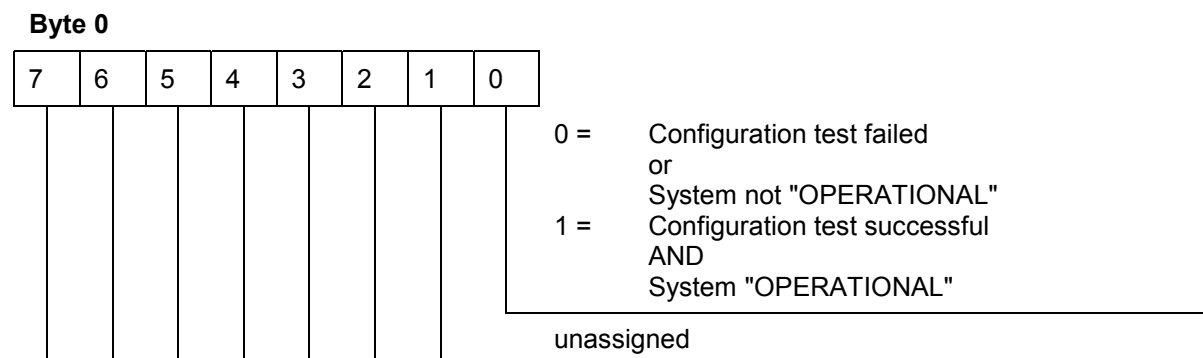 Byte 0
7 6 5 4 3 2 1 0
0 = Configuration test failed
or
System not "OPERATIONAL"
1 = Configuration test successful
AND
System "OPERATIONAL"
unassigned